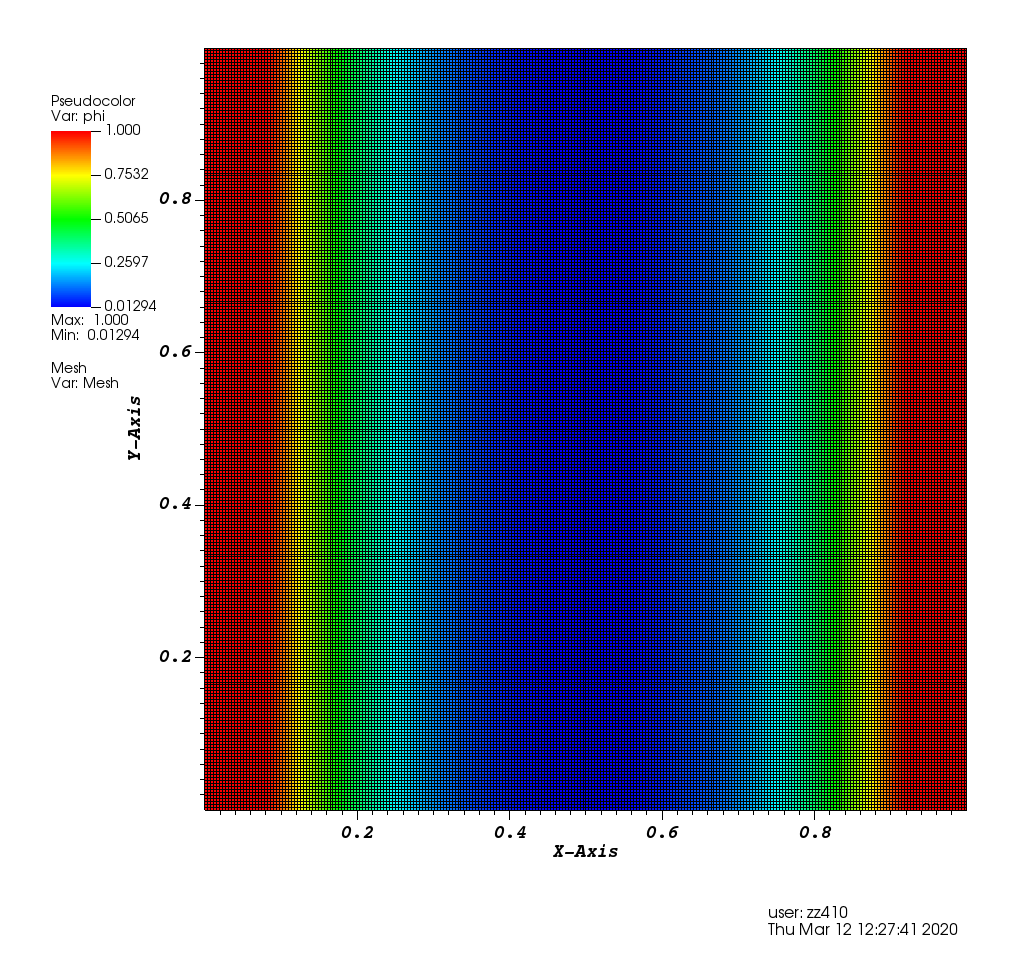 Pseudocolor
Var: phi
1.000
0.7532
0.5065
0.2597
0.01294
Max: 1.000
Min: 0.01294
Mesh
Var: Mesh
0.8
0.6
0.4
0.2
Y-Axis
0.2 0.4 0.6 0.8
X-Axis
user: zz410
Thu Mar 12 12:27:41 2020